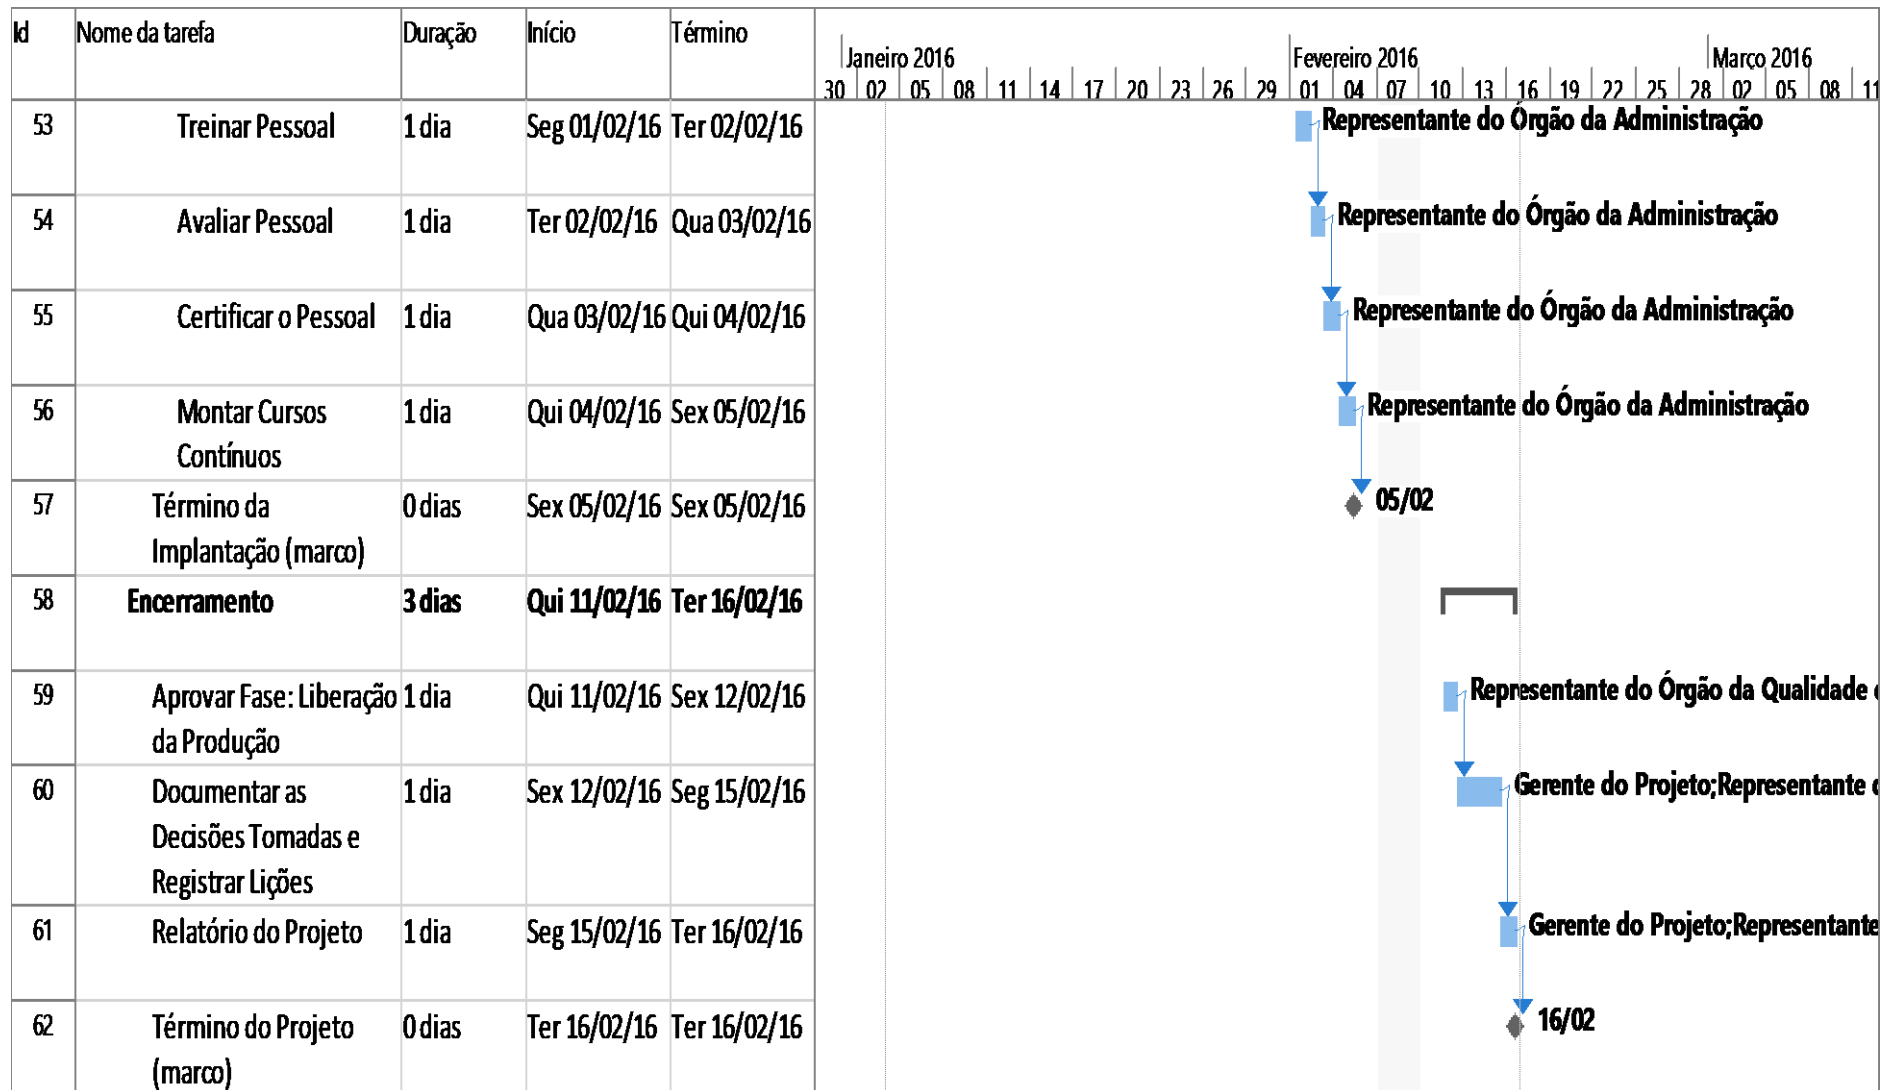 Id Nome da tarefa Duração Início Término
Janeiro 2016 Fevereiro 2016 Março 2016
30 02 05 08 11 14 17 20 23 26 29 01 04 07 10 13 16 19 22 25 28 02 05 08 11
53 Treinar Pessoal 1 dia Seg 01/02/16 Ter 02/02/16 Representante do Órgão da Administração
54 Avaliar Pessoal 1 dia Ter 02/02/16 Qua 03/02/16 Representante do Órgão da Administração
55 Certificar o Pessoal 1 dia Qua 03/02/16 Qui 04/02/16 Representante do Órgão da Administração
56 Montar Cursos 1 dia Qui 04/02/16 Sex 05/02/16 Representante do Órgão da Administração
Contínuos
57 Término da 0 dias Sex 05/02/16 Sex 05/02/16 05/02
Implantação (marco)
58 Encerramento 3 dias Qui 11/02/16 Ter 16/02/16
59 Aprovar Fase: Liberação 1 dia Qui 11/02/16 Sex 12/02/16 Representante do Órgão da Qualidade
da Produção
60 Documentar as 1 dia Sex 12/02/16 Seg 15/02/16 Gerente do Projeto;Representante
Decisões Tomadas e
Registrar Lições
61 Relatório do Projeto 1 dia Seg 15/02/16 Ter 16/02/16 Gerente do Projeto;Representante
62 Término do Projeto 0 dias Ter 16/02/16 Ter 16/02/16 16/02
(marco)